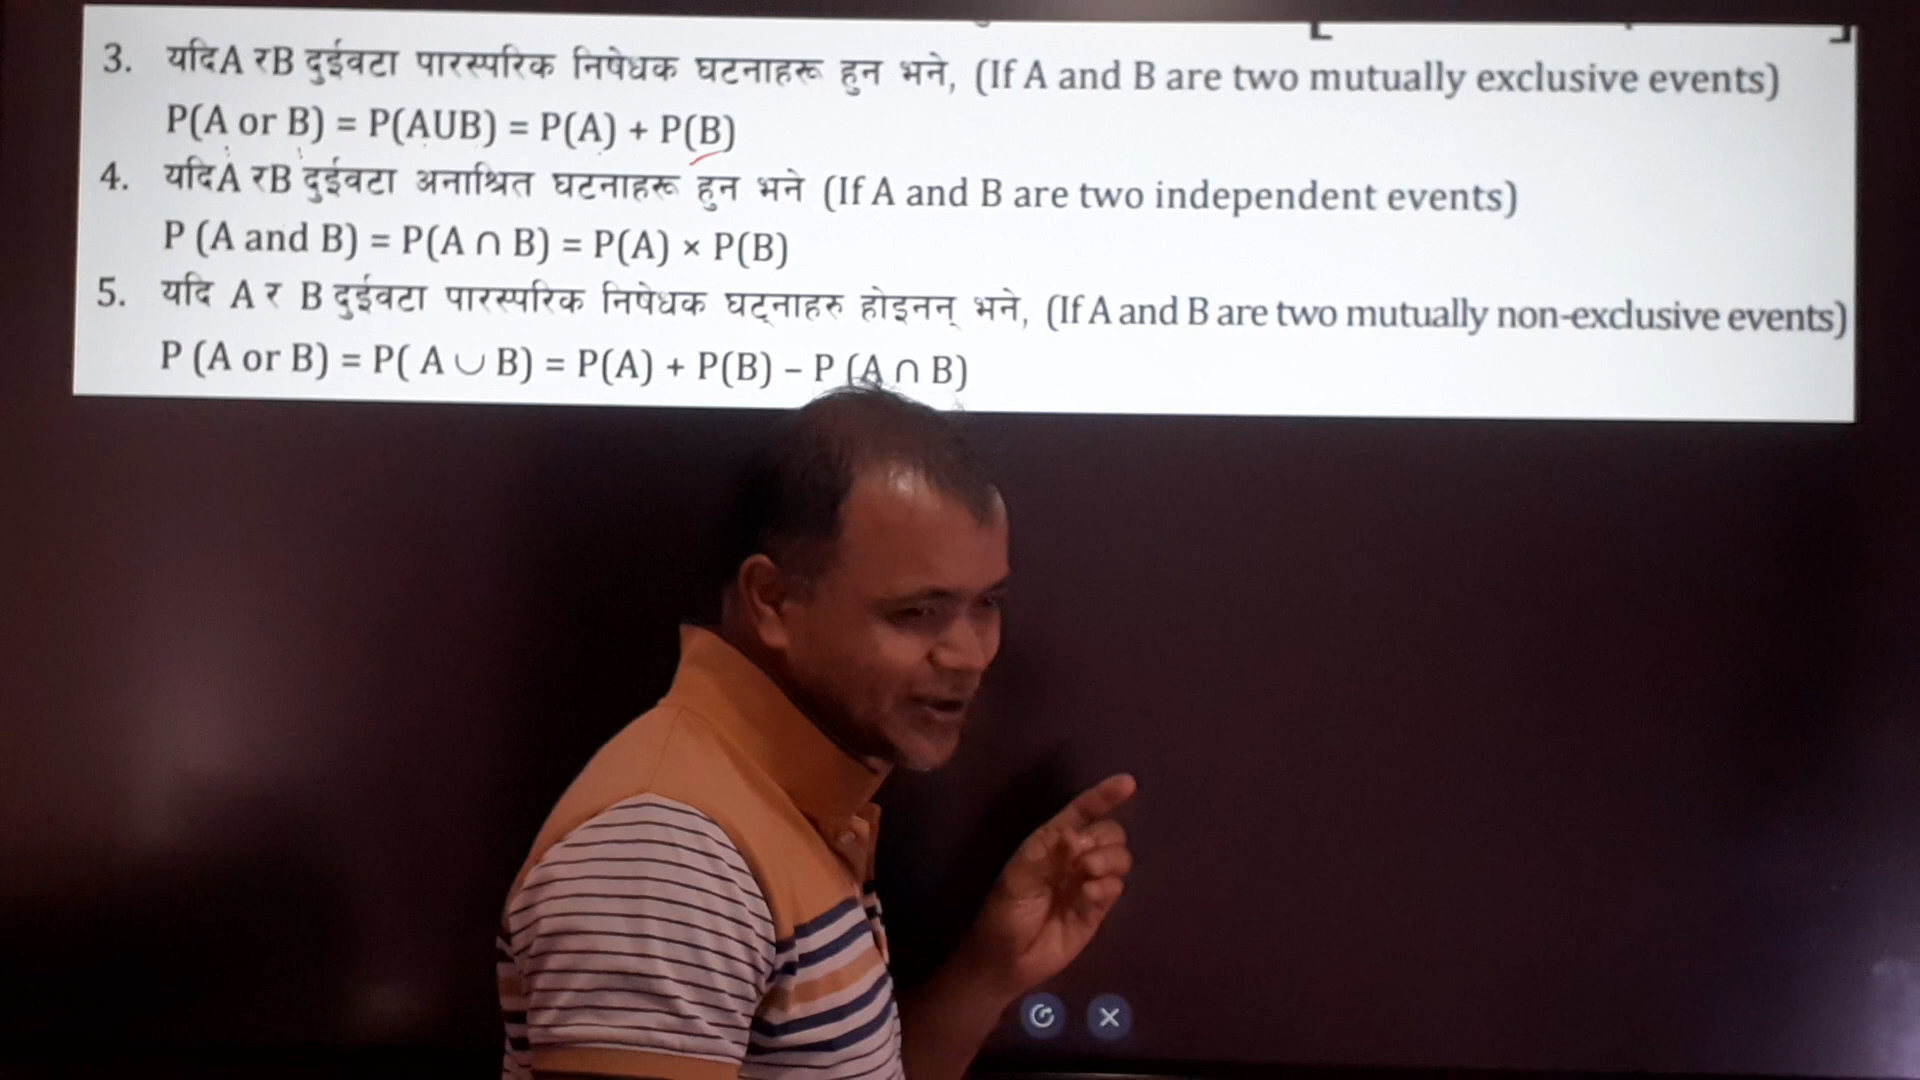 3. यदिA रB दुईवटा पारस्परिक निषेधक घटनाहरू हुन भने, (If A and B are two mutually exclusive events)
P(A or B) = P(AUB) = P(A) + P(B)
4. यदिA रB दुईवटा अनाश्रित घटनाहरू हुन भने (If A and B are two independent events)
P (A and B) = P(A ∩ B) = P(A) × P(B)
5. यदि A र B दुईवटा पारस्परिक निषेधक घट्नाहरु होइनन् भने, (If A and B are two mutually non-exclusive events)
P (A or B) = P( A ∪ B) = P(A) + P(B) – P (A ∩ B)